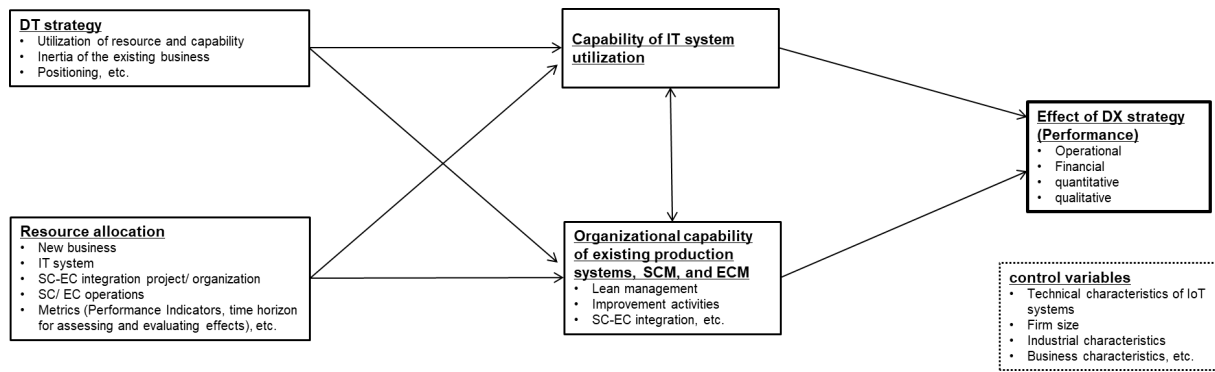 DT strategy
• Utilization of resource and capability
• Inertia of the existing business
• Positioning, etc.
Capability of IT system
utilization
Effect of DX strategy
(Performance)
• Operational
• Financial
• quantitative
• qualitative
Resource allocation
• New business
• IT system
• SC-EC integration project/ organization
• SC/ EC operations
• Metrics (Performance Indicators, time horizon
for assessing and evaluating effects), etc.
Organizational capability
of existing production
systems, SCM, and ECM
• Lean management
• Improvement activities
• SC-EC integration, etc.
control variables
• Technical characteristics of IoT
systems
• Firm size
• Industrial characteristics
• Business characteristics, etc.